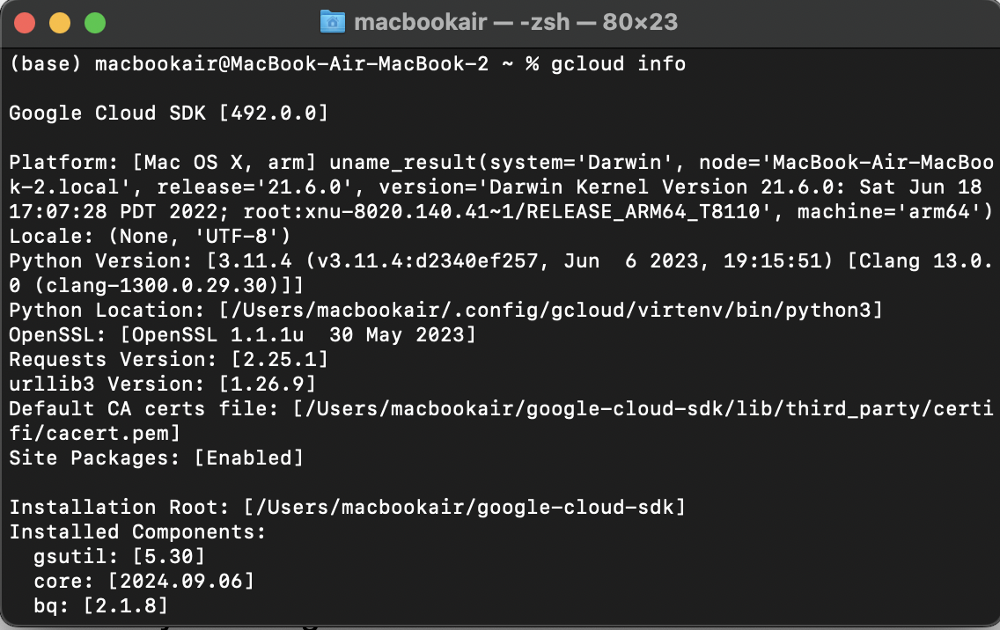 macbookair — -zsh — 80×23
(base) macbookair@MacBook-Air-MacBook-2 ~ % gcloud info
Google Cloud SDK [492.0.0]
Platform: [Mac OS X, arm] uname_result(system='Darwin', node='MacBook-Air-MacBoo
k-2.local', release='21.6.0', version='Darwin Kernel Version 21.6.0: Sat Jun 18
17:07:28 PDT 2022; root:xnu-8020.140.41~1/RELEASE_ARM64_T8110', machine='arm64')
Locale: (None, 'UTF-8')
Python Version: [3.11.4 (v3.11.4:d2340ef257, Jun  6 2023, 19:15:51) [Clang 13.0.
0 (clang-1300.0.29.30)]]
Python Location: [/Users/macbookair/.config/gcloud/virtenv/bin/python3]
OpenSSL: [OpenSSL 1.1.1u  30 May 2023]
Requests Version: [2.25.1]
urllib3 Version: [1.26.9]
Default CA certs file: [/Users/macbookair/google-cloud-sdk/lib/third_party/certi
fi/cacert.pem]
Site Packages: [Enabled]
Installation Root: [/Users/macbookair/google-cloud-sdk]
Installed Components:
  gsutil: [5.30]
  core: [2024.09.06]
  bq: [2.1.8]